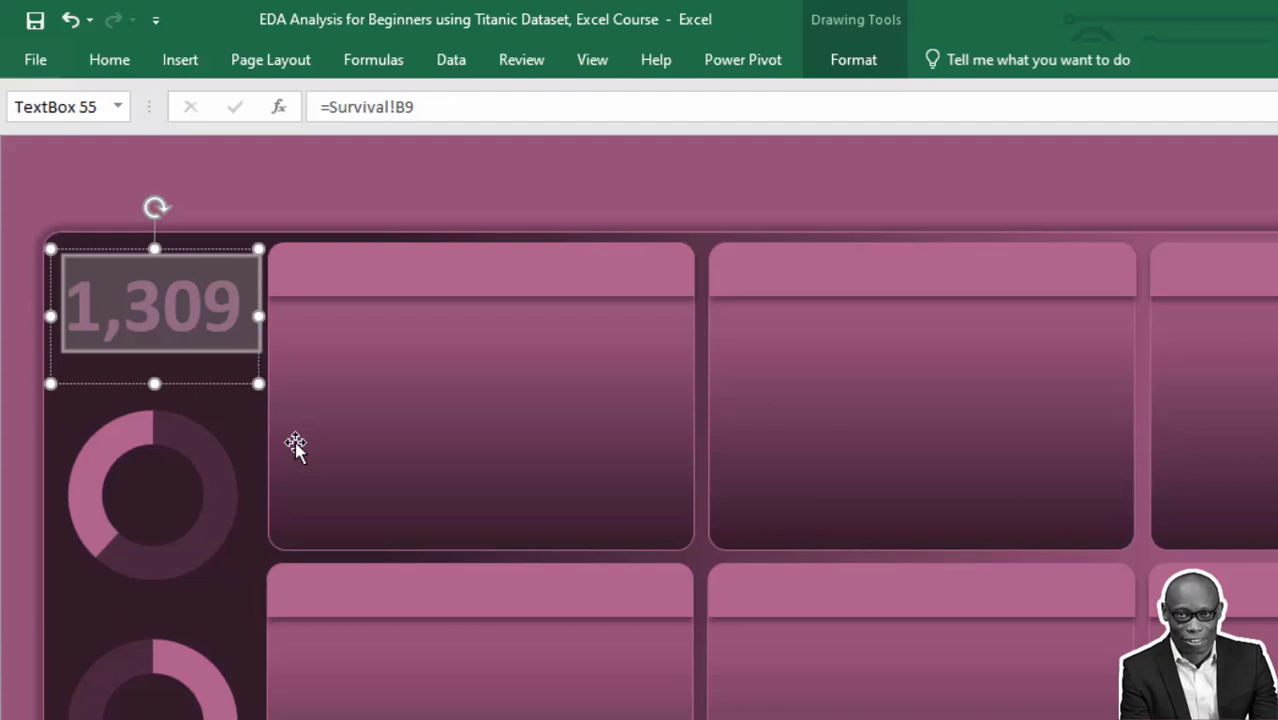 EDA Analysis for Beginners using Titanic Dataset, Excel Course - Excel
Drawing Tools
File Home Insert Page Layout Formulas Data Review View Help Power Pivot Format Tell me what you want to do
TextBox 55 fx =Survival!B9
1,309